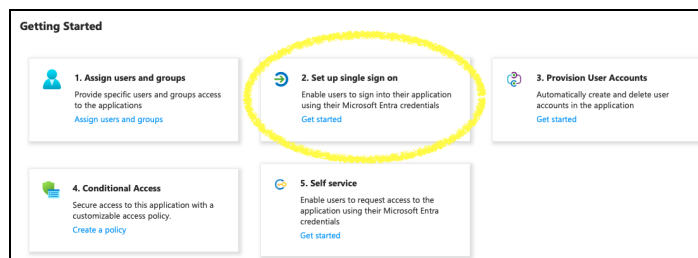 Getting Started
1. Assign users and groups
Provide specific users and groups access
to the applications
Assign users and groups
2. Set up single sign on
Enable users to sign into their application
using their Microsoft Entra credentials
Get started
3. Provision User Accounts
Automatically create and delete user
accounts in the application
Get started
4. Conditional Access
Secure access to this application with a
customizable access policy.
Create a policy
5. Self service
Enable users to request access to the
application using their Microsoft Entra
credentials
Get started